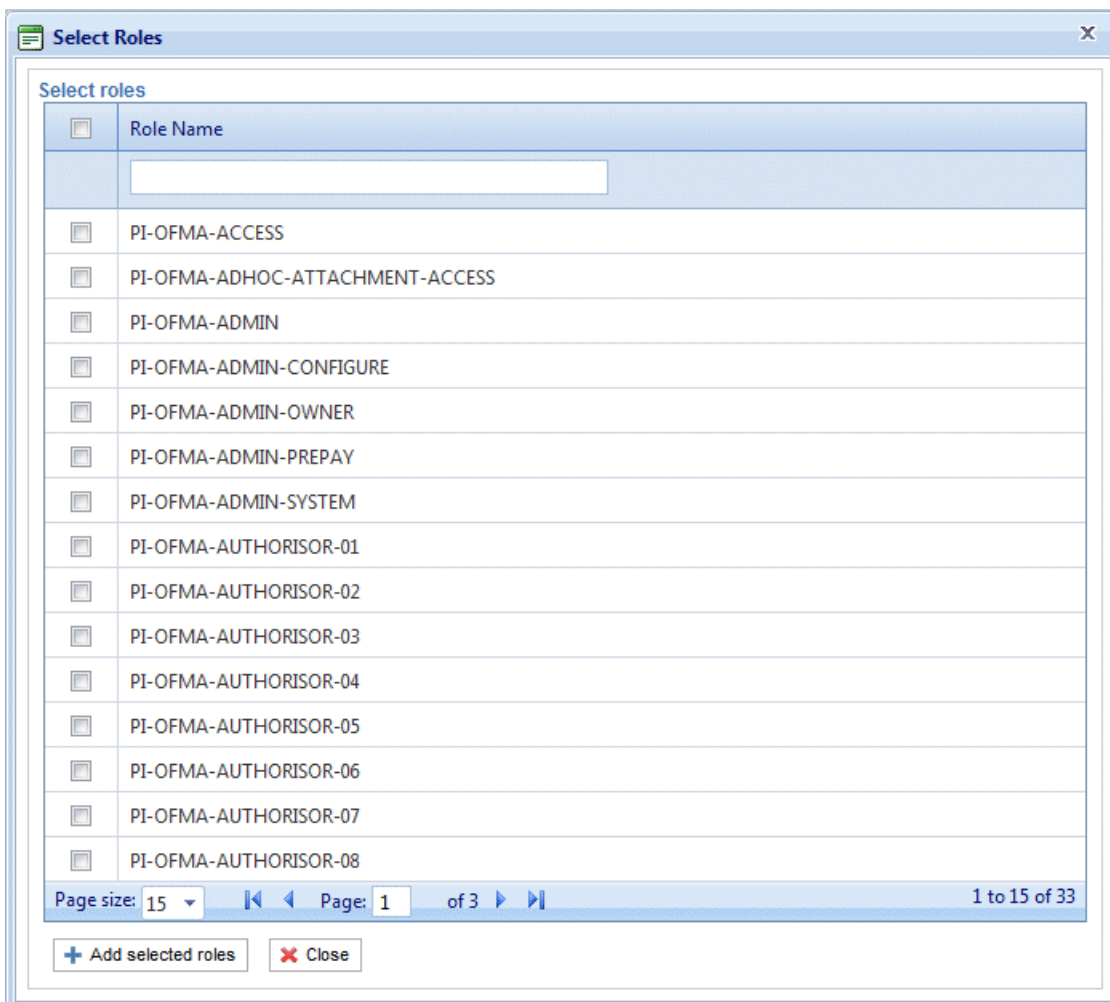 Select Roles
Select roles
Role Name
PI-OFMA-ACCESS
PI-OFMA-ADHOC-ATTACHMENT-ACCESS
PI-OFMA-ADMIN
PI-OFMA-ADMIN-CONFIGURE
PI-OFMA-ADMIN-OWNER
PI-OFMA-ADMIN-PREPAY
PI-OFMA-ADMIN-SYSTEM
PI-OFMA-AUTHORISOR-01
PI-OFMA-AUTHORISOR-02
PI-OFMA-AUTHORISOR-03
PI-OFMA-AUTHORISOR-04
PI-OFMA-AUTHORISOR-05
PI-OFMA-AUTHORISOR-06
PI-OFMA-AUTHORISOR-07
PI-OFMA-AUTHORISOR-08
Page size: 15 Page: 1 of 3 1 to 15 of 33
Add selected roles Close